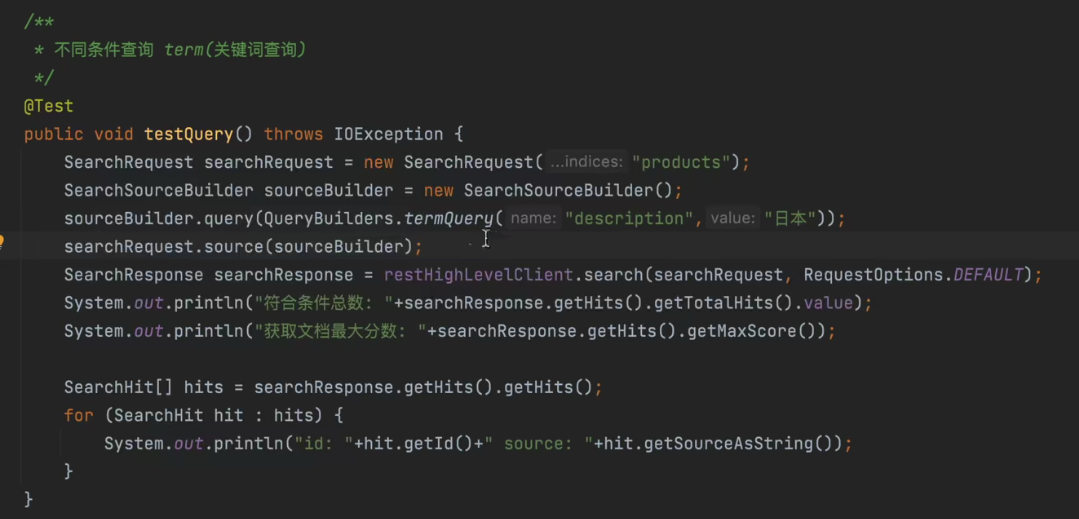 /**
 * 不同条件查询 term(关键词查询)
 */
@Test
public void testQuery() throws IOException {
    SearchRequest searchRequest = new SearchRequest( ...indices: "products");
    SearchSourceBuilder sourceBuilder = new SearchSourceBuilder();
    sourceBuilder.query(QueryBuilders.termQuery( name: "description", value: "日本"));
    searchRequest.source(sourceBuilder);
    SearchResponse searchResponse = restHighLevelClient.search(searchRequest, RequestOptions.DEFAULT);
    System.out.println("符合条件总数: "+searchResponse.getHits().getTotalHits().value);
    System.out.println("获取文档最大分数: "+searchResponse.getHits().getMaxScore());
    SearchHit[] hits = searchResponse.getHits().getHits();
    for (SearchHit hit : hits) {
        System.out.println("id: "+hit.getId()+" source: "+hit.getSourceAsString());
    }
}